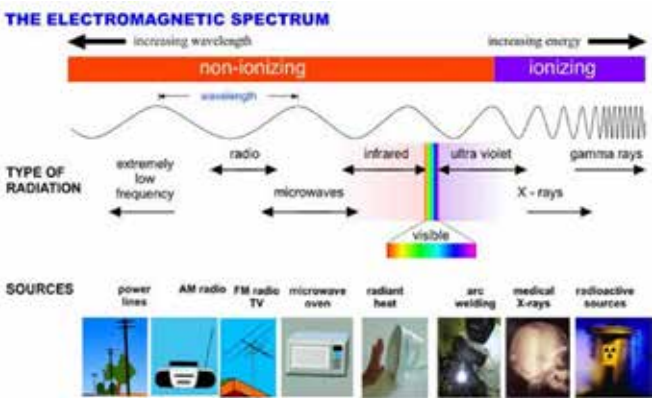 THE ELECTROMAGNETIC SPECTRUM
increasing wavelength
increasing energy
non-ionizing
ionizing
wavelength
TYPE OF
RADIATION
extremely
low
frequency
radio
microwaves
infrared
visible
ultra violet
X - rays
gamma rays
SOURCES
power
lines
AM radio
FM radio
TV
microwave
oven
radiant
heat
arc
welding
medical
X-rays
radioactive
sources